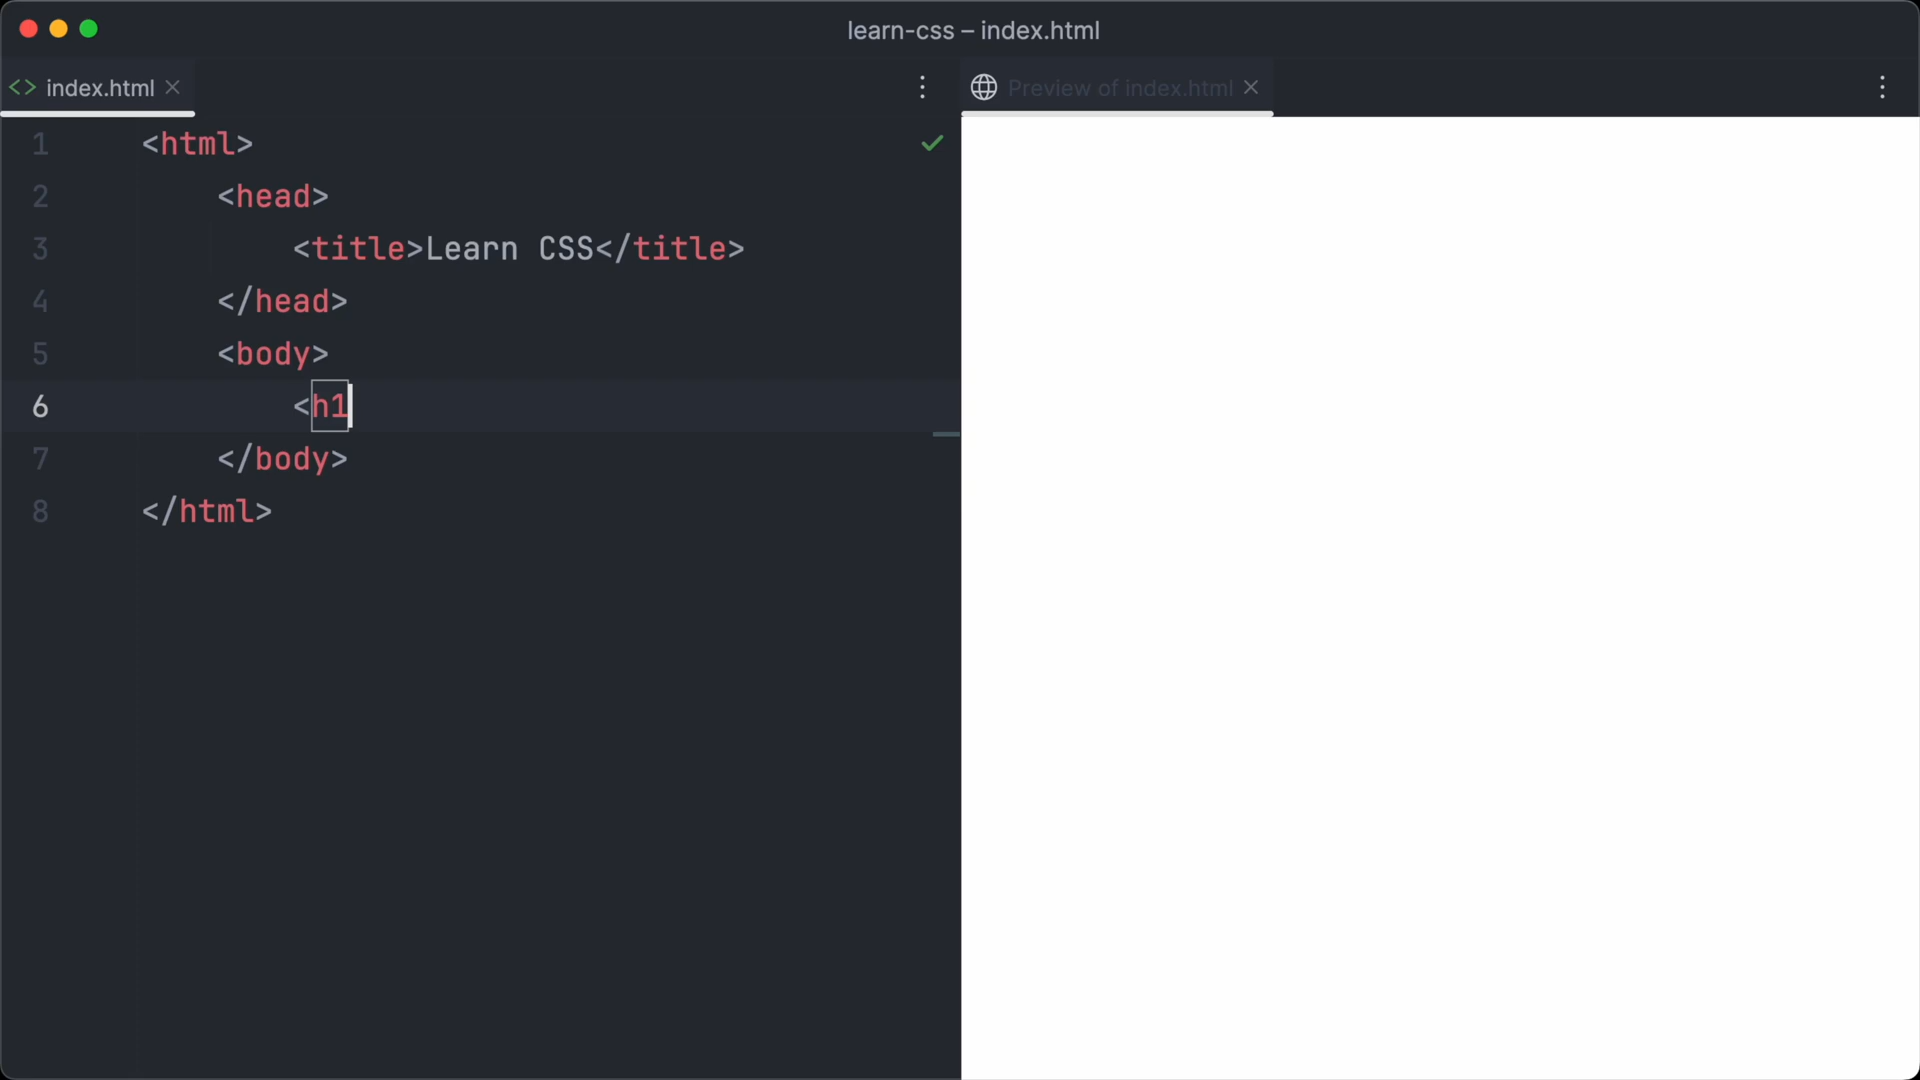 learn-css – index.html
<> index.html
Preview of index.html
1 <html>
2 <head>
3 <title>Learn CSS</title>
4 </head>
5 <body>
6 <h1
7 </body>
8 </html>